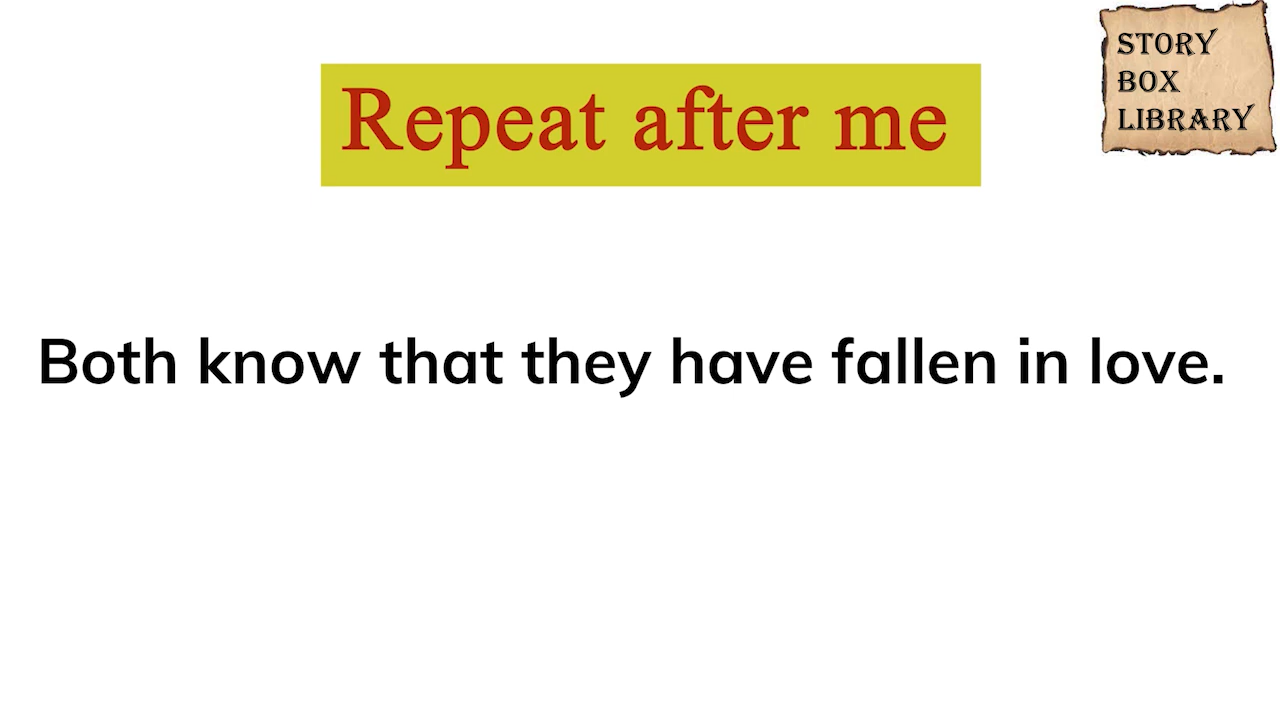 STORY
BOX
LIBRARY
Repeat after me
Both know that they have fallen in love.